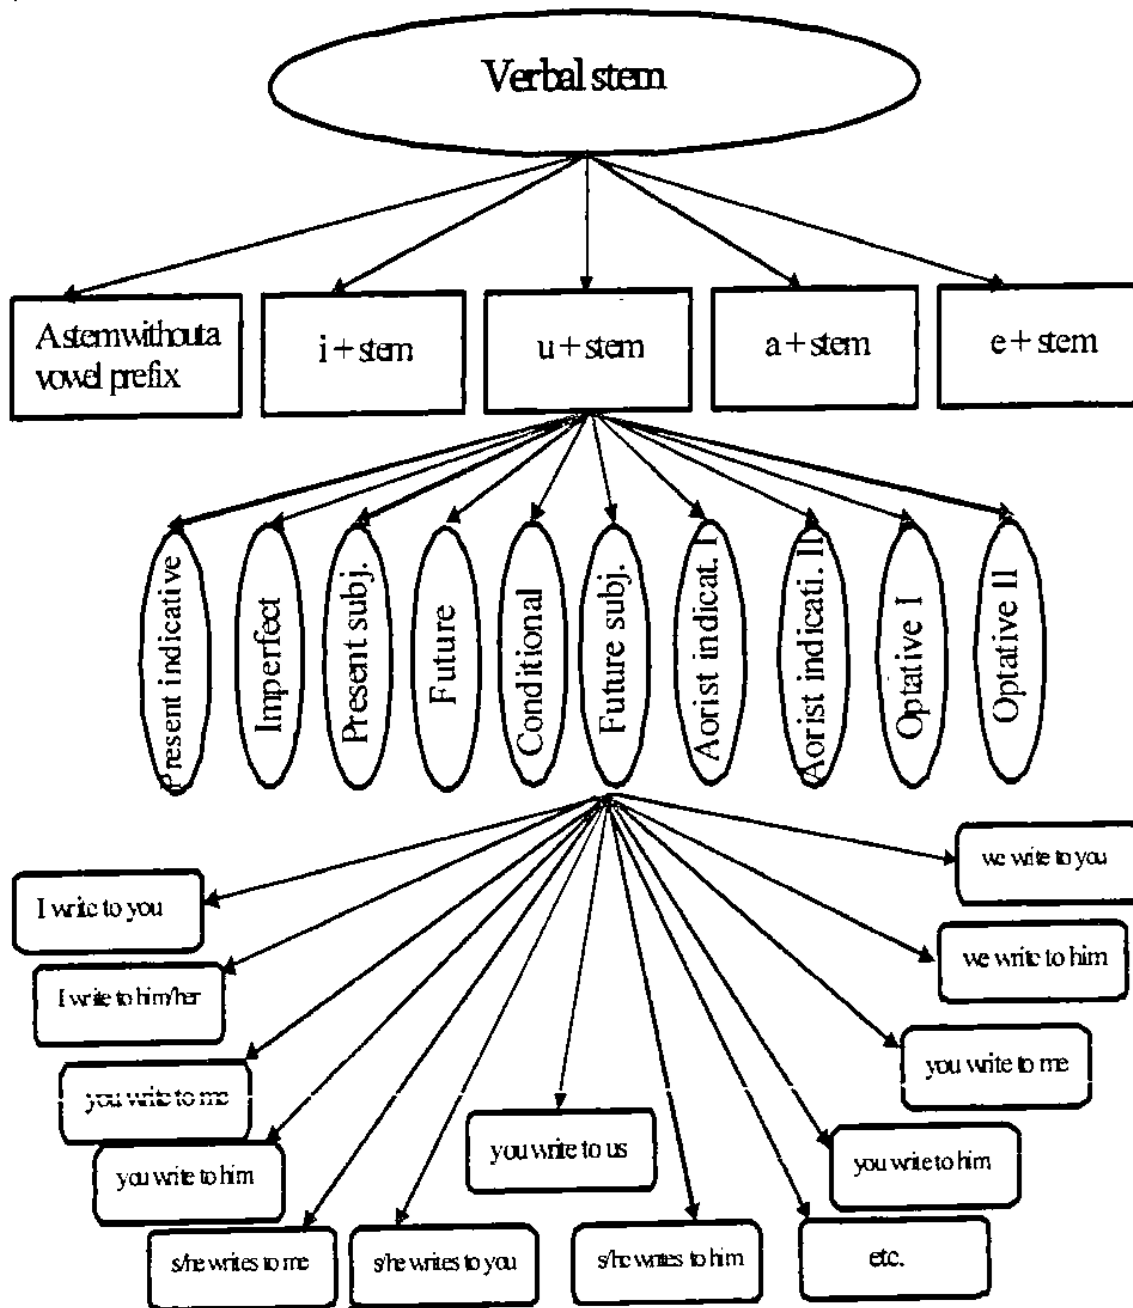 Verbal stem
A stem without a
vowel prefix
i + stem
u + stem
a + stem
e + stem
Present indicative
Imperfect
Present subj.
Future
Conditional
Future subj.
Aorist indicat. I
Aorist indicati. II
Optative I
Optative II
we write to you
I write to you
we write to him
I write to him/her
you write to me
you write to me
you write to us
you write to him
you write to him
s/he writes to me
s/he writes to you
s/he writes to him
etc.